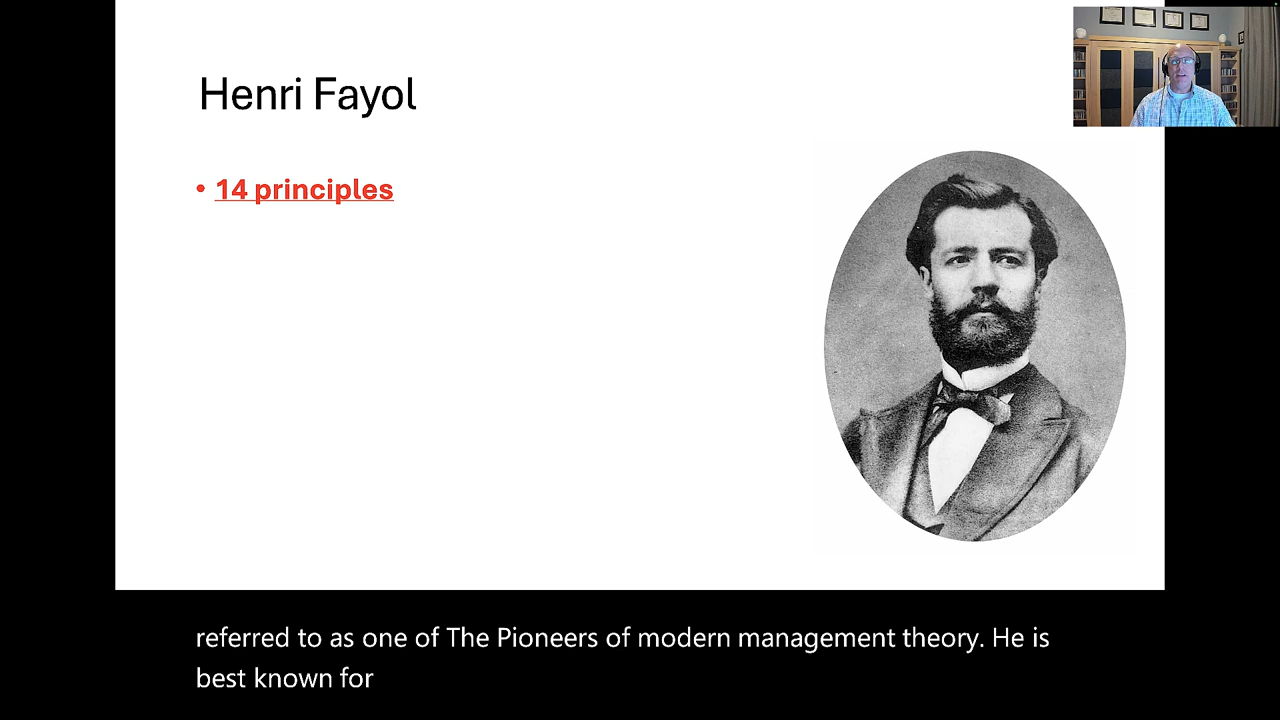 Henri Fayol
• 14 principles
referred to as one of The Pioneers of modern management theory. He is
best known for